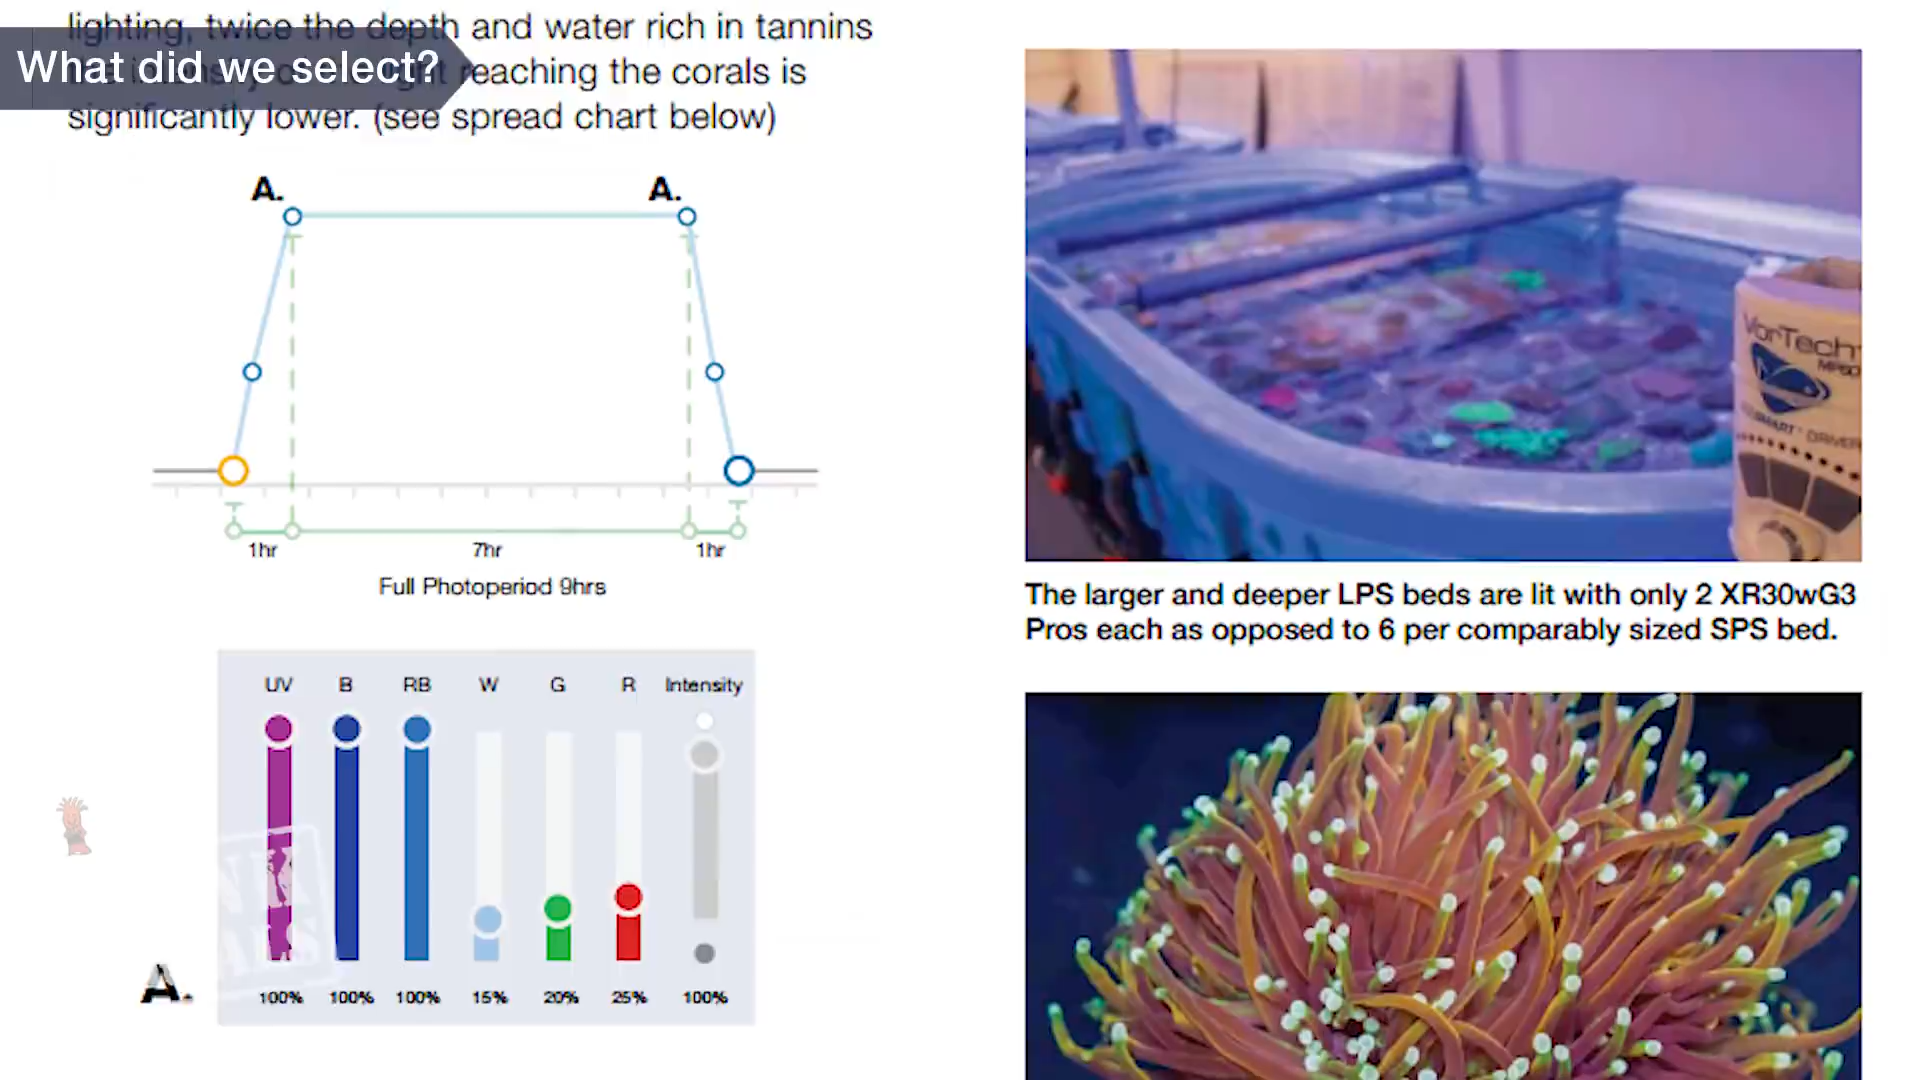 lighting, twice the depth and water rich in tannins
What did we select?
reaching the corals is
significantly lower. (see spread chart below)
A. A.
1hr 7hr 1hr
Full Photoperiod 9hrs
UV B RB W G R Intensity
A.
100% 100% 100% 15% 20% 25% 100%
VorTech
MP60
DRIVER
The larger and deeper LPS beds are lit with only 2 XR30wG3
Pros each as opposed to 6 per comparably sized SPS bed.